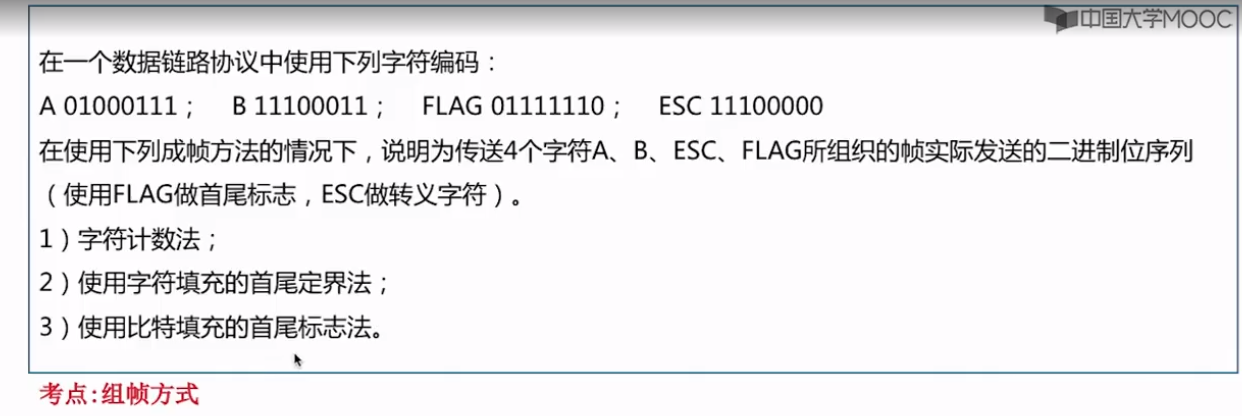 中国大学MOOC
在一个数据链路协议中使用下列字符编码：
A 01000111； B 11100011； FLAG 01111110； ESC 11100000
在使用下列成帧方法的情况下，说明为传送4个字符A、B、ESC、FLAG所组织的帧实际发送的二进制位序列
（使用FLAG做首尾标志，ESC做转义字符）。
1）字符计数法；
2）使用字符填充的首尾定界法；
3）使用比特填充的首尾标志法。
考点:组帧方式